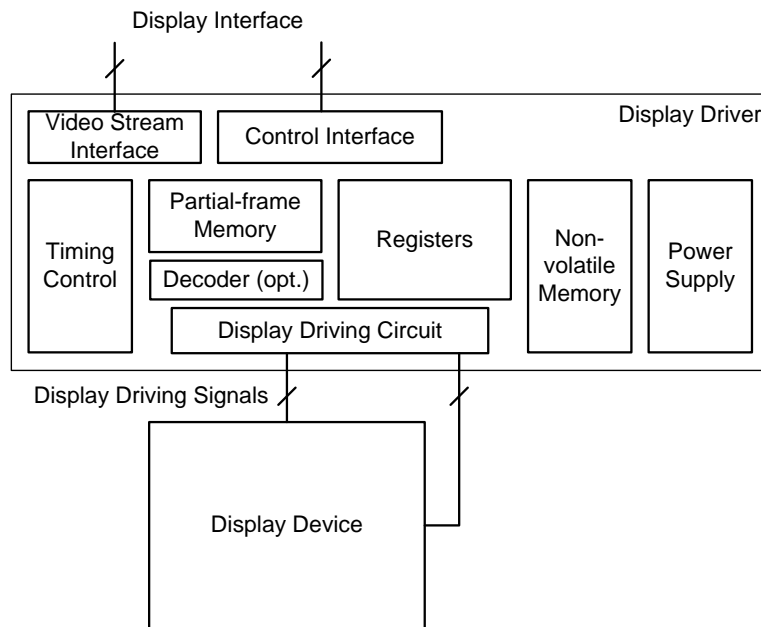 Display Interface
Display Driver
Video Stream
Interface
Control Interface
Timing
Control
Partial-frame
Memory
Decoder (opt.)
Registers
Non-
volatile
Memory
Power
Supply
Display Driving Circuit
Display Driving Signals
Display Device